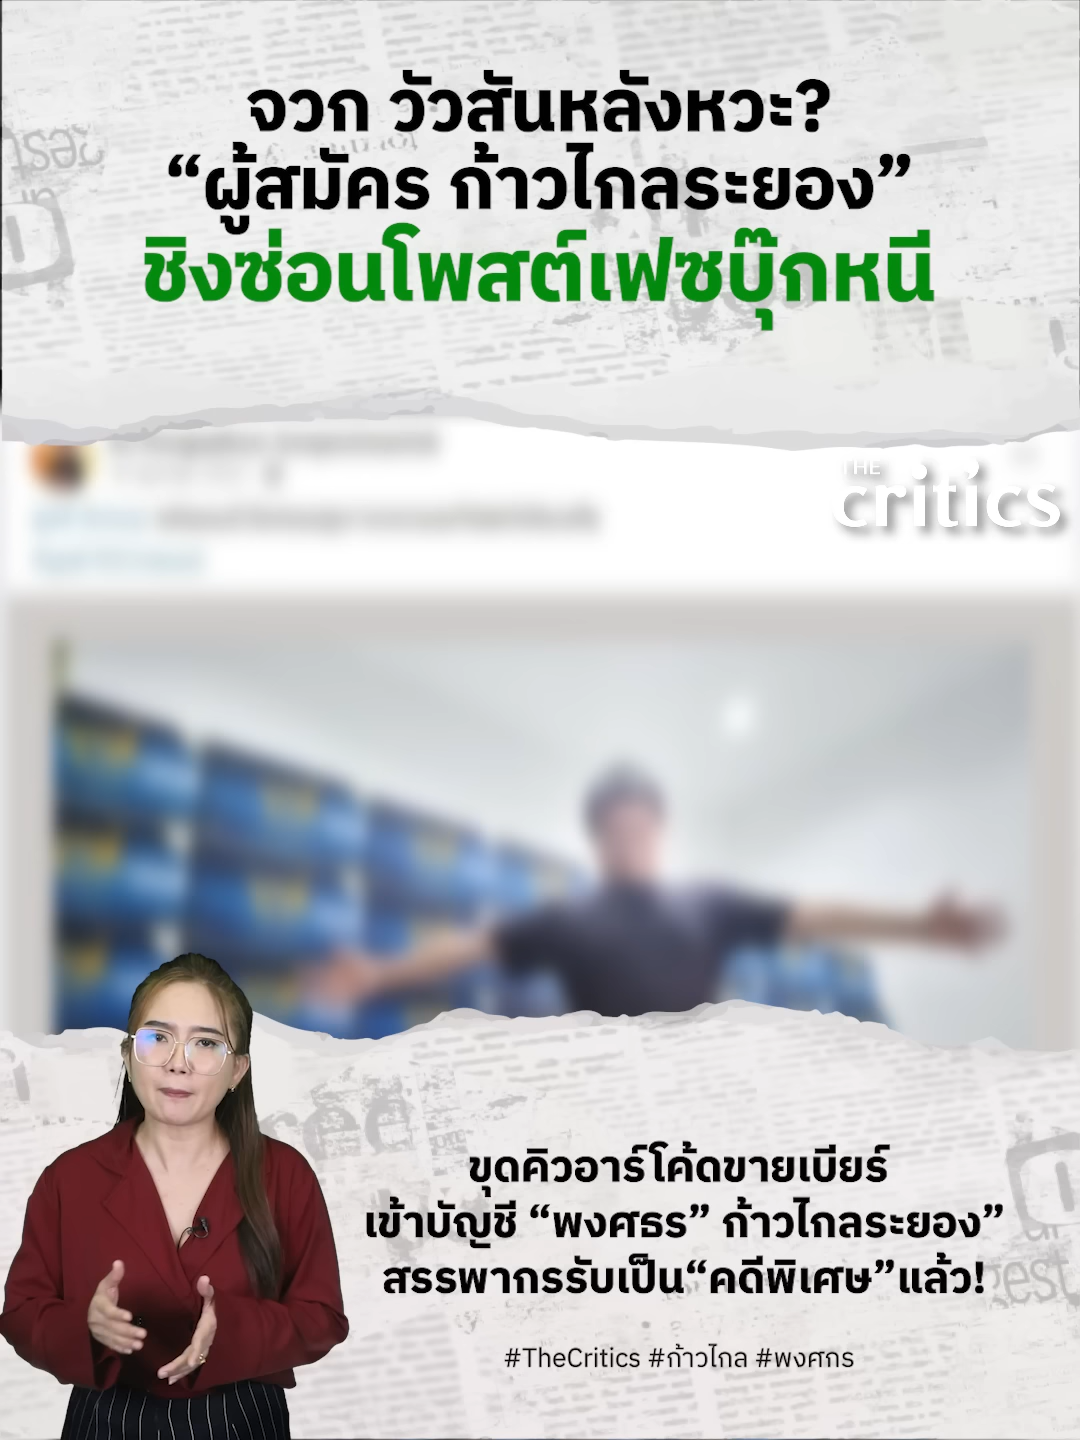 จวก วัวสันหลังหวะ?
“ผู้สมัคร ก้าวไกลระยอง”
ชิงซ่อนโพสต์เฟซบุ๊กหนี
THE
critics
ขุดคิวอาร์โค้ดขายเบียร์
เข้าบัญชี “พงศธร” ก้าวไกลระยอง”
สรรพากรรับเป็น“คดีพิเศษ”แล้ว!
#TheCritics #ก้าวไกล #พงศกร